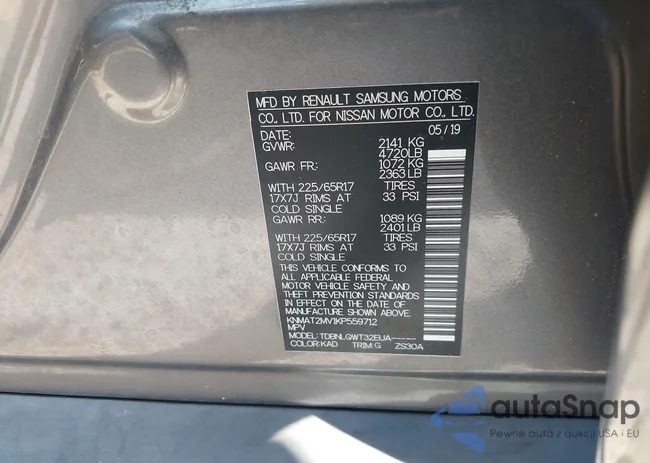 MFD BY RENAULT SAMSUNG MOTORS
CO., LTD. FOR NISSAN MOTOR CO., LTD.
DATE: 05/19
GVWR: 2141 KG
4720LB
GAWR FR: 1072 KG
2363 LB
WITH 225/65R17 TIRES
17X7J RIMS AT 33 PSI
COLD SINGLE
GAWR RR: 1089 KG
2401 LB
WITH 225/65R17 TIRES
17X7J RIMS AT 33 PSI
COLD SINGLE
THIS VEHICLE CONFORMS TO
ALL APPLICABLE FEDERAL
MOTOR VEHICLE SAFETY AND
THEFT PREVENTION STANDARDS
IN EFFECT ON THE DATE OF
MANUFACTURE SHOWN ABOVE.
KNMAT2MV1KP559712
MPV
MODEL: TDBNLGWT32EUA-----
COLOR:KAD TRIM:G ZS30A
autaSnap
Pewne auta z aukcji USA i EU